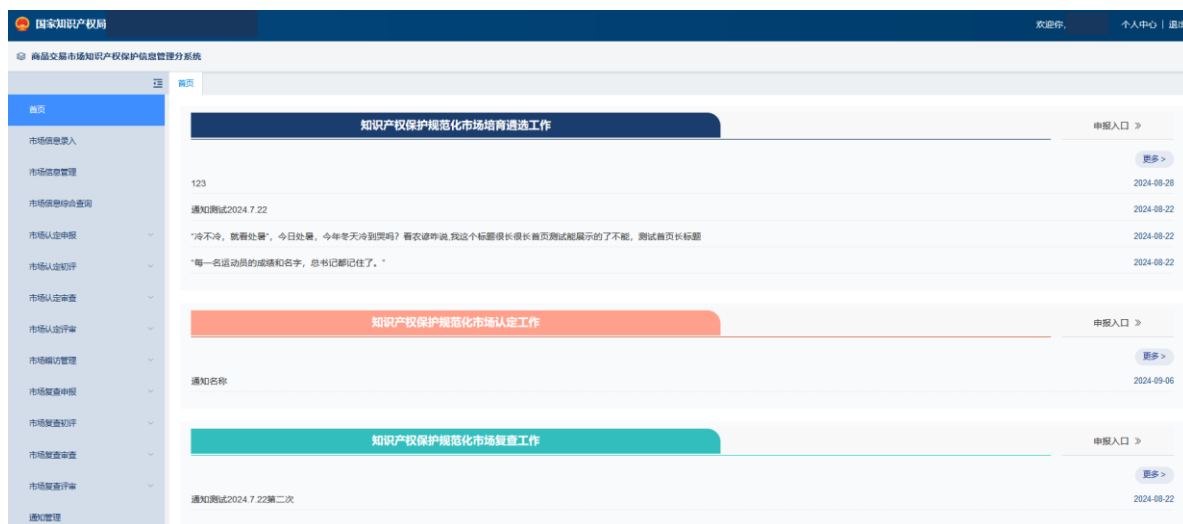 国家知识产权局
欢迎你,
个人中心 | 退出
商品交易市场知识产权保护信息管理分系统
首页
首页
市场信息录入
市场信息管理
市场信息综合查询
市场认定申报
市场认定初评
市场认定审查
市场认定评审
市场暗访管理
市场复查申报
市场复查初评
市场复查审查
市场复查评审
通知管理
知识产权保护规范化市场培育遴选工作
申报入口 »
更多 >
123 2024-08-28
通知测试2024.7.22 2024-08-22
"冷不冷，就看处暑"，今日处暑，今年冬天冷到哭吗？看农谚咋说,我这个标题很长很长首页测试能展示的了不能，测试首页长标题 2024-08-22
"每一名运动员的成绩和名字，总书记都记住了。" 2024-08-22
知识产权保护规范化市场认定工作
申报入口 »
更多 >
通知名称 2024-09-06
知识产权保护规范化市场复查工作
申报入口 »
更多 >
通知测试2024.7.22第二次 2024-08-22